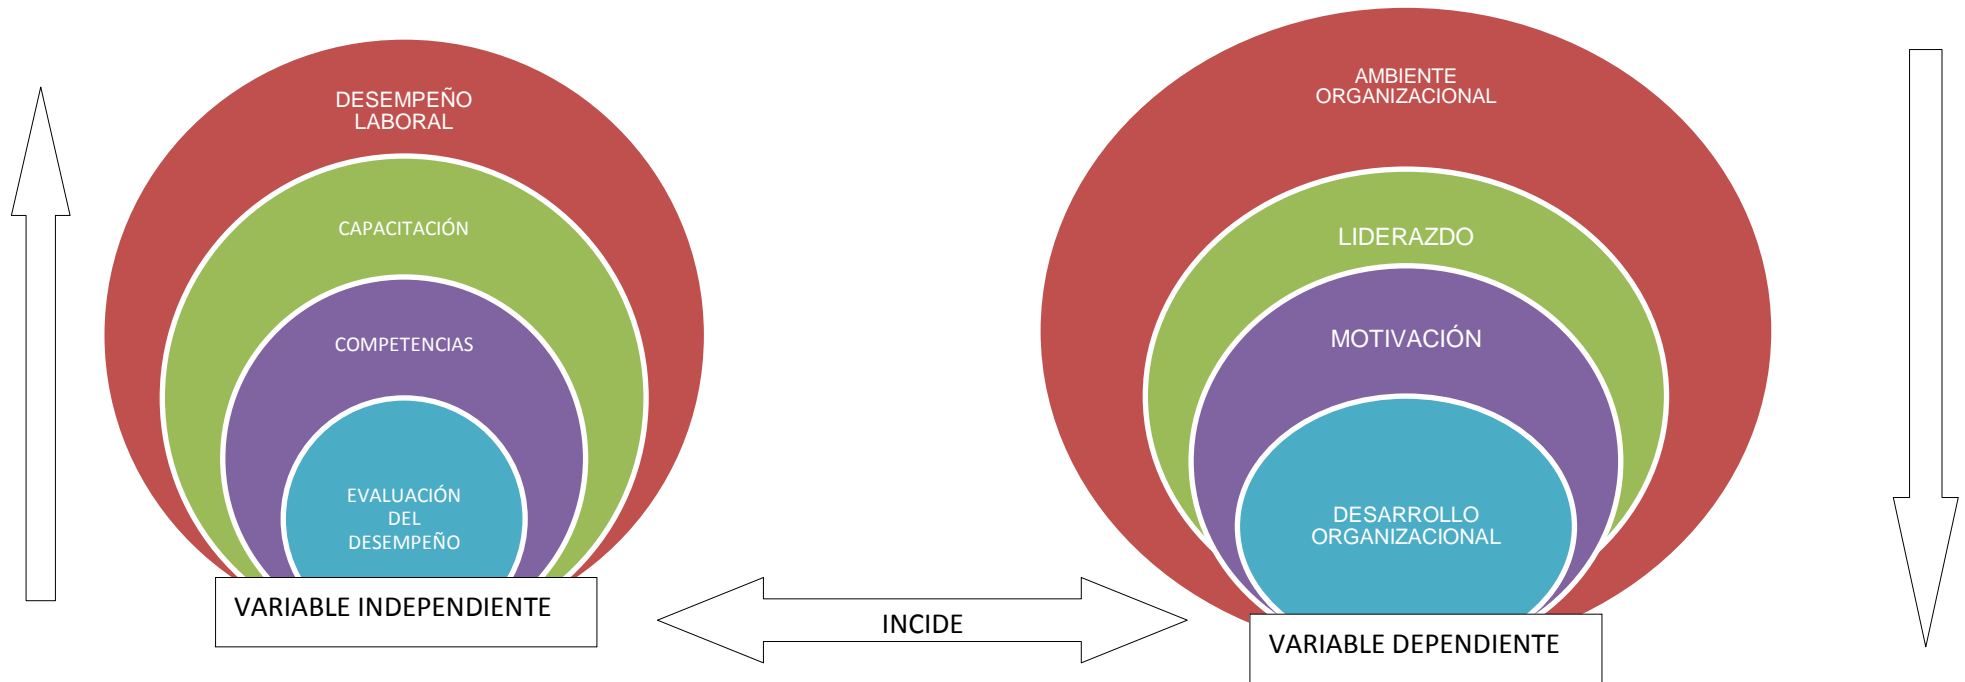 DESEMPEÑO
LABORAL
CAPACITACIÓN
COMPETENCIAS
EVALUACIÓN
DEL
DESEMPEÑO
VARIABLE INDEPENDIENTE
INCIDE
AMBIENTE
ORGANIZACIONAL
LIDERAZDO
MOTIVACIÓN
DESARROLLO
ORGANIZACIONAL
VARIABLE DEPENDIENTE